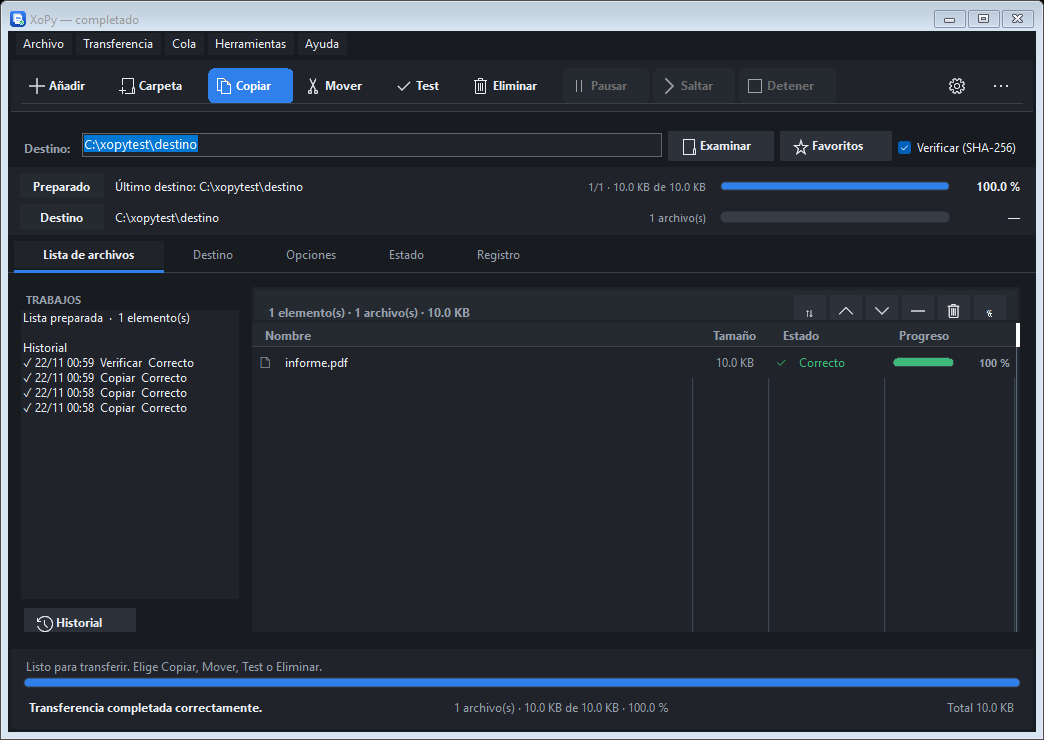 XoPy — completado
Archivo Transferencia Cola Herramientas Ayuda
Añadir Carpeta Copiar Mover Test Eliminar Pausar Saltar Detener ...
Destino: C:\xopytest\destino Examinar Favoritos Verificar (SHA-256)
Preparado Último destino: C:\xopytest\destino 1/1 · 10.0 KB de 10.0 KB 100.0 %
Destino C:\xopytest\destino 1 archivo(s) —
Lista de archivos Destino Opciones Estado Registro
TRABAJOS
Lista preparada · 1 elemento(s)
Historial
✓ 22/11 00:59 Verificar Correcto
✓ 22/11 00:59 Copiar Correcto
✓ 22/11 00:58 Copiar Correcto
✓ 22/11 00:58 Copiar Correcto
Historial
1 elemento(s) · 1 archivo(s) · 10.0 KB
Nombre Tamaño Estado Progreso
informe.pdf 10.0 KB ✓ Correcto 100 %
Listo para transferir. Elige Copiar, Mover, Test o Eliminar.
Transferencia completada correctamente. 1 archivo(s) · 10.0 KB de 10.0 KB · 100.0 % Total 10.0 KB